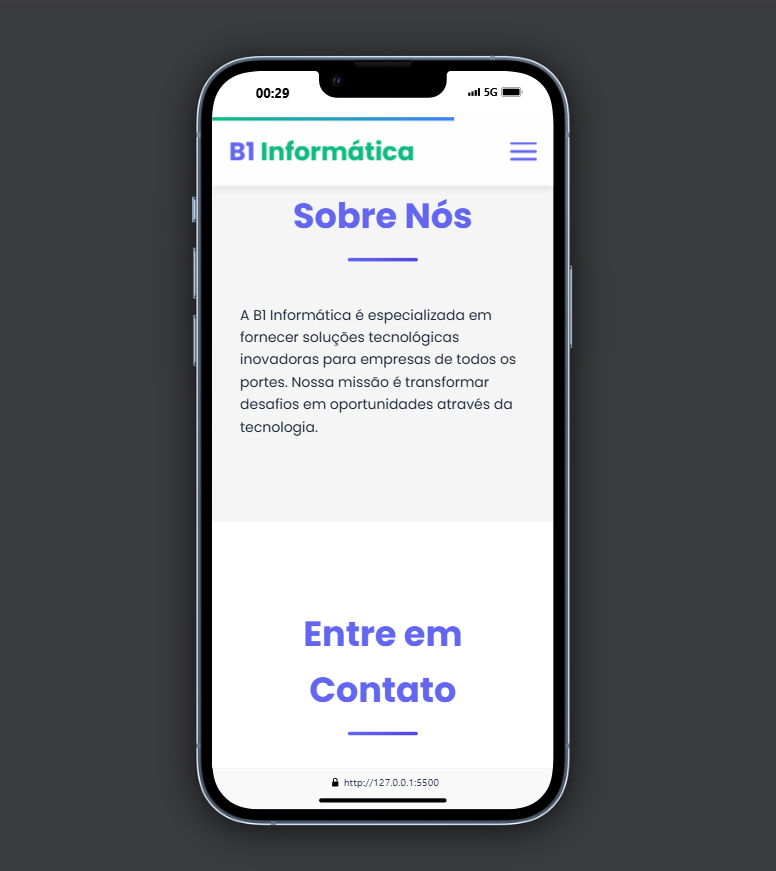 00:29
5G
B1 Informática
Sobre Nós
A B1 Informática é especializada em
fornecer soluções tecnológicas
inovadoras para empresas de todos os
portes. Nossa missão é transformar
desafios em oportunidades através da
tecnologia.
Entre em
Contato
http://127.0.0.1:5500